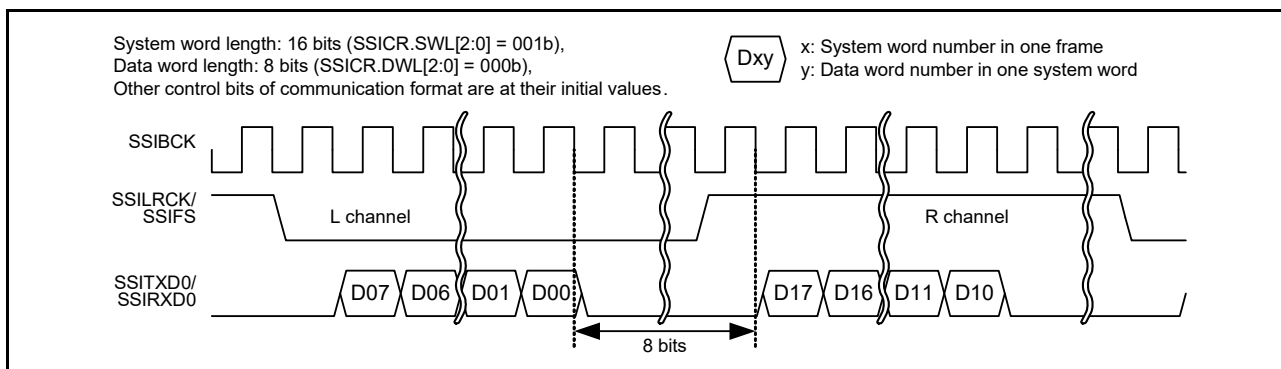 System word length: 16 bits (SSICR.SWL[2:0] = 001b),
Data word length: 8 bits (SSICR.DWL[2:0] = 000b),
Other control bits of communication format are at their initial values.
Dxy
x: System word number in one frame
y: Data word number in one system word
SSIBCK
SSILRCK/
SSIFS
L channel
R channel
SSITXD0/
SSIRXD0
D07 D06 D01 D00 D17 D16 D11 D10
8 bits